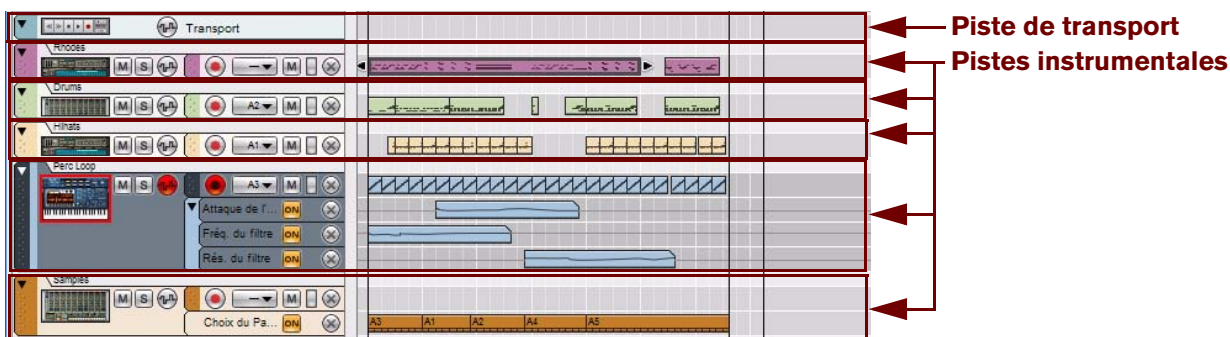 Transport
Piste de transport
Rhodes
M S M
Pistes instrumentales
Drums
M S A2 M
Hihats
M S A1 M
Perc Loop
M S A3 M
Attaque de l'... ON
Fréq. du filtre ON
Rés. du filtre ON
Samples
M S M
Choix du Pa... ON
A3 A1 A2 A4 A5